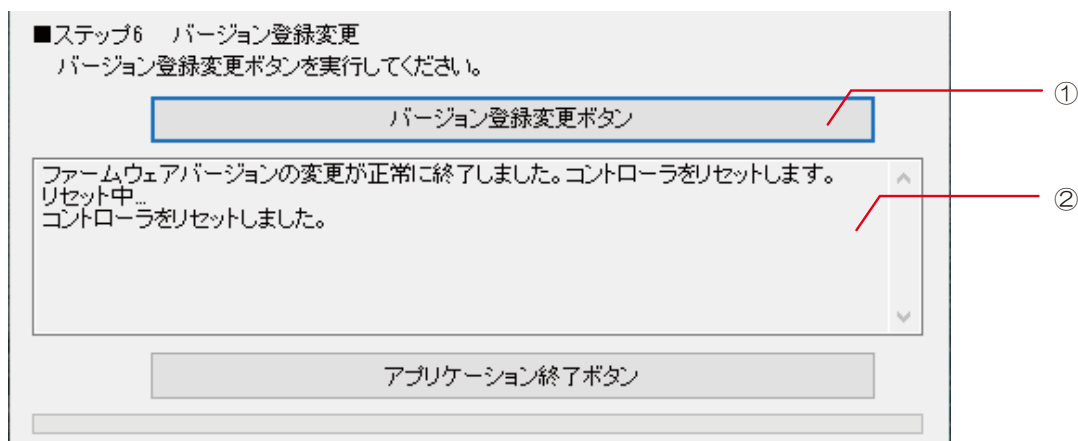 ■ステップ6　バージョン登録変更
バージョン登録変更ボタンを実行してください。
バージョン登録変更ボタン
①
ファームウェアバージョンの変更が正常に終了しました。コントローラをリセットします。
リセット中...
コントローラをリセットしました。
②
アプリケーション終了ボタン